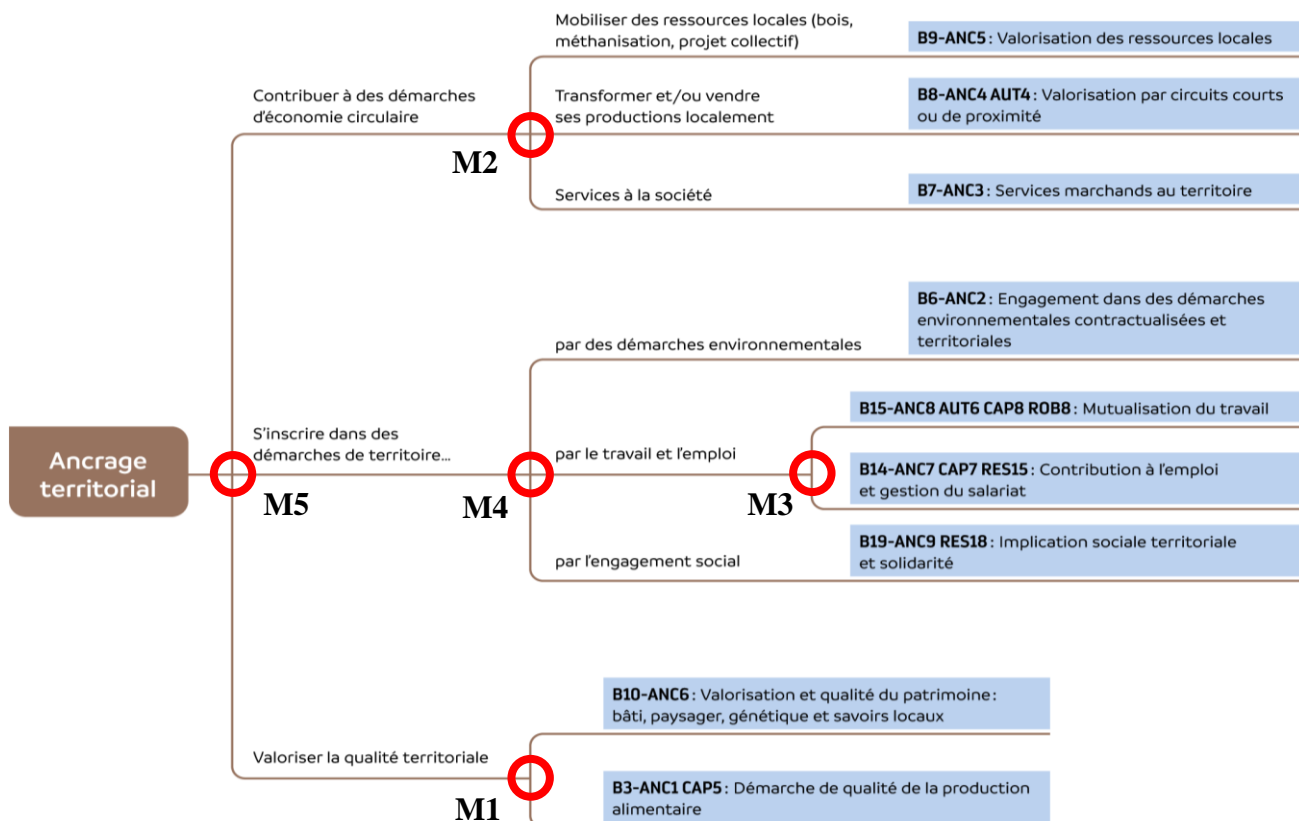 Mobiliser des ressources locales (bois,
méthanisation, projet collectif)
B9-ANC5 : Valorisation des ressources locales
Contribuer à des démarches
d'économie circulaire
Transformer et/ou vendre
ses productions localement
B8-ANC4 AUT4 : Valorisation par circuits courts
ou de proximité
M2
Services à la société
B7-ANC3 : Services marchands au territoire
B6-ANC2 : Engagement dans des démarches
environnementales contractualisées et
territoriales
par des démarches environnementales
B15-ANC8 AUT6 CAP8 ROB8 : Mutualisation du travail
Ancrage
territorial
S'inscrire dans des
démarches de territoire…
par le travail et l'emploi
B14-ANC7 CAP7 RES15 : Contribution à l'emploi
et gestion du salariat
M5
M4
M3
par l'engagement social
B19-ANC9 RES18 : Implication sociale territoriale
et solidarité
B10-ANC6 : Valorisation et qualité du patrimoine :
bâti, paysager, génétique et savoirs locaux
Valoriser la qualité territoriale
M1
B3-ANC1 CAP5 : Démarche de qualité de la production
alimentaire